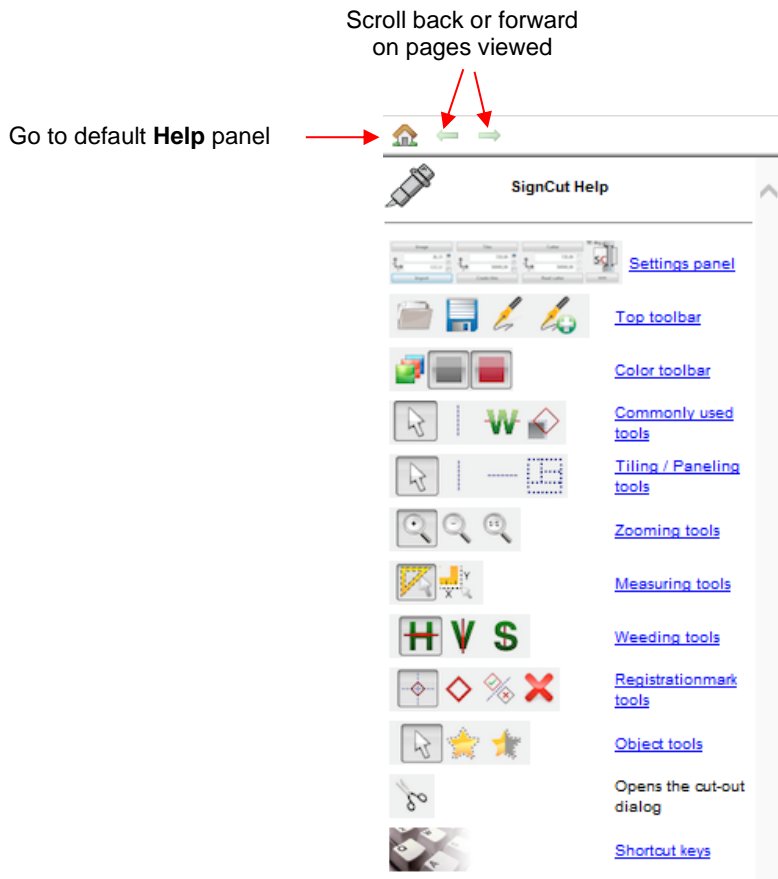 Scroll back or forward
on pages viewed
Go to default Help panel
SignCut Help
Settings panel
Top toolbar
Color toolbar
Commonly used
tools
Tiling / Paneling
tools
Zooming tools
Measuring tools
Weeding tools
Registrationmark
tools
Object tools
Opens the cut-out
dialog
Shortcut keys